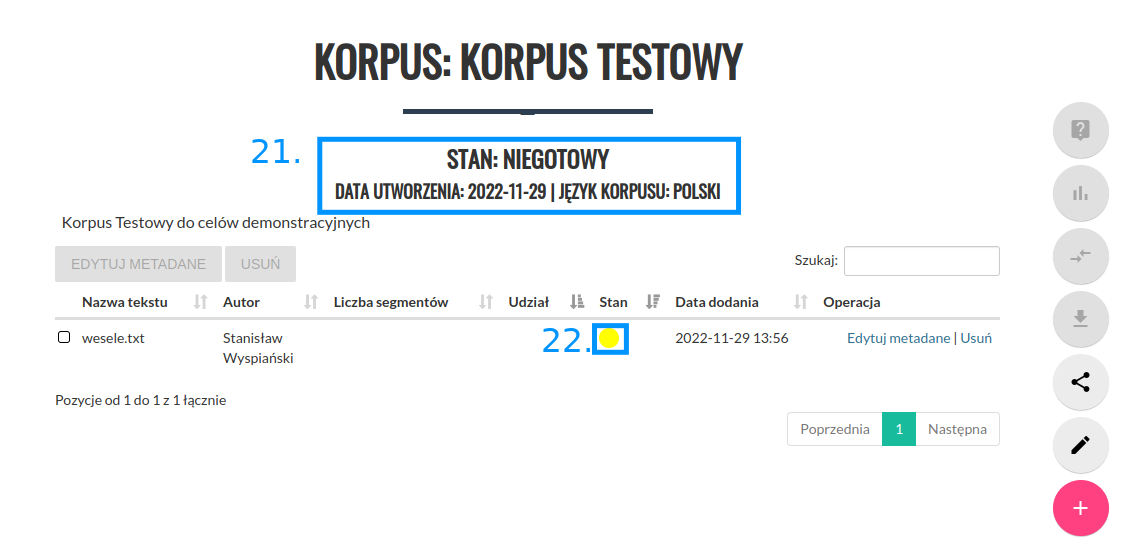 KORPUS: KORPUS TESTOWY
21.
STAN: NIEGOTOWY
DATA UTWORZENIA: 2022-11-29 | JĘZYK KORPUSU: POLSKI
Korpus Testowy do celów demonstracyjnych
EDYTUJ METADANE USUŃ Szukaj:
Nazwa tekstu Autor Liczba segmentów Udział Stan Data dodania Operacja
wesele.txt Stanisław 22. 2022-11-29 13:56 Edytuj metadane | Usuń
Wyspiański
Pozycje od 1 do 1 z 1 łącznie
Poprzednia 1 Następna